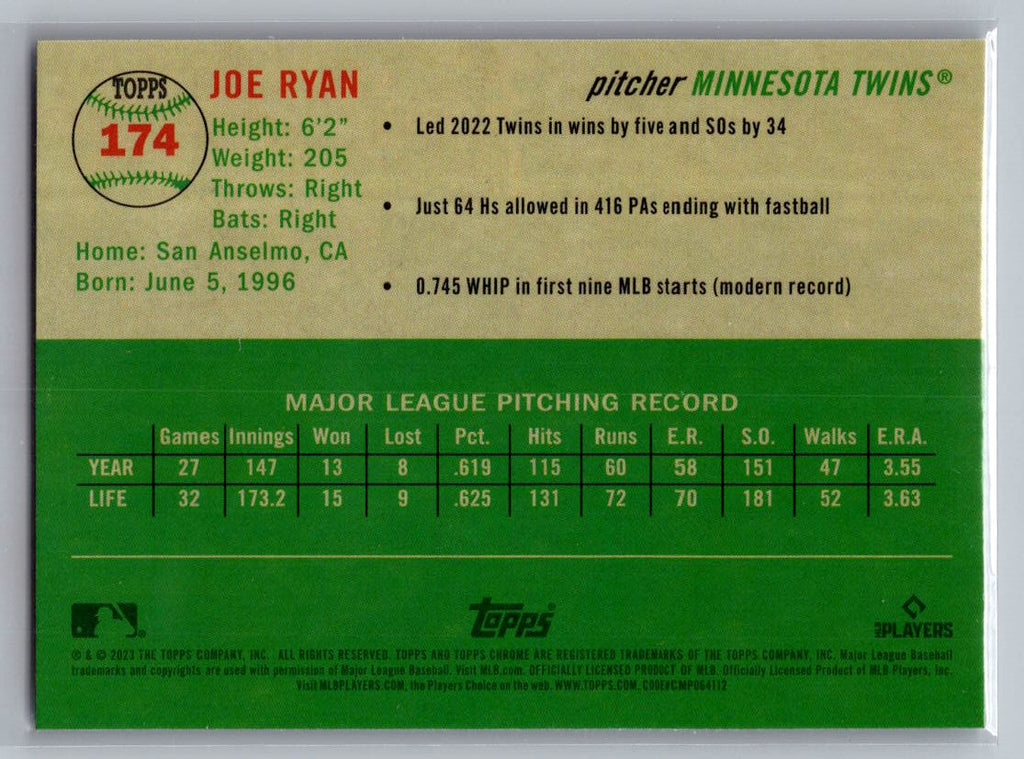 TOPPS
174
JOE RYAN
pitcher MINNESOTA TWINS®
Height: 6'2"
Weight: 205
Throws: Right
Bats: Right
Home: San Anselmo, CA
Born: June 5, 1996
• Led 2022 Twins in wins by five and SOs by 34
• Just 64 Hs allowed in 416 PAs ending with fastball
• 0.745 WHIP in first nine MLB starts (modern record)
MAJOR LEAGUE PITCHING RECORD
Games Innings Won Lost Pct. Hits Runs E.R. S.O. Walks E.R.A.
YEAR 27 147 13 8 .619 115 60 58 151 47 3.55
LIFE 32 173.2 15 9 .625 131 72 70 181 52 3.63
Topps
MLB PLAYERS
® & © 2023 THE TOPPS COMPANY, INC. ALL RIGHTS RESERVED. TOPPS AND TOPPS CHROME ARE REGISTERED TRADEMARKS OF THE TOPPS COMPANY, INC. Major League Baseball
trademarks and copyrights are used with permission of Major League Baseball. Visit MLB.com. OFFICIALLY LICENSED PRODUCT OF MLB. Officially Licensed Product of MLB Players, Inc.
Visit MLBPLAYERS.COM, the Players Choice on the web. WWW.TOPPS.COM. CODE#CMP064112